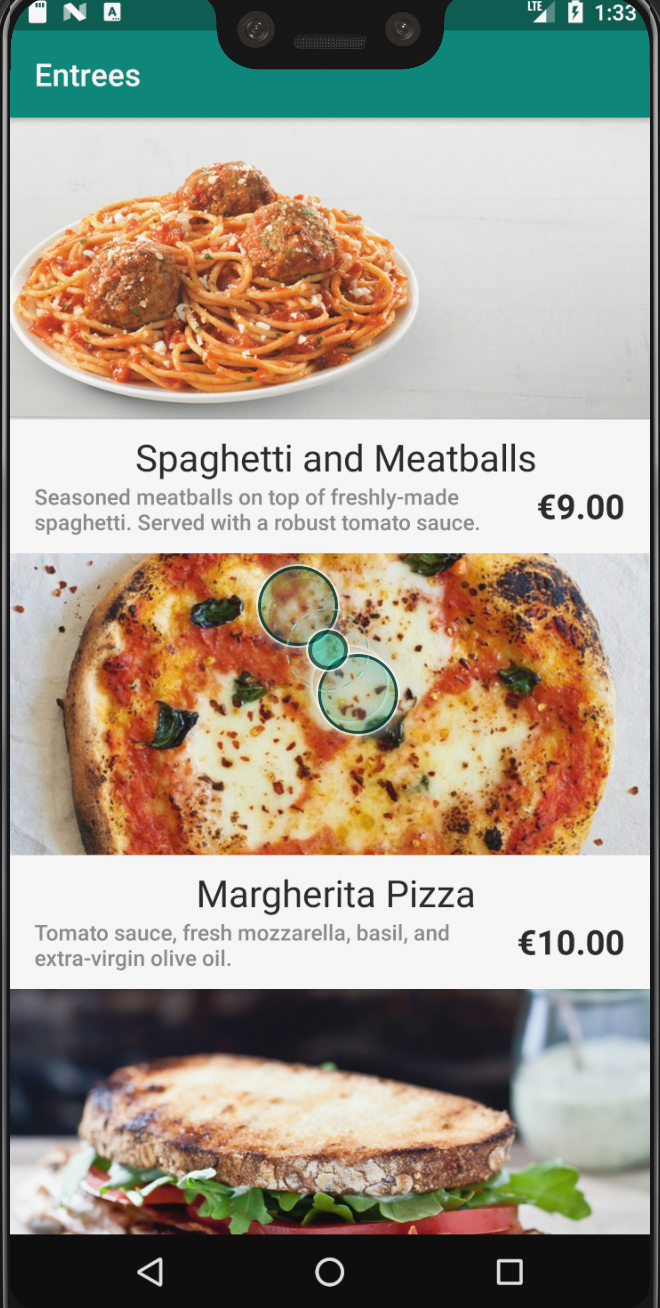 LTE
1:33
Entrees
Spaghetti and Meatballs
Seasoned meatballs on top of freshly-made
spaghetti. Served with a robust tomato sauce.
€9.00
Margherita Pizza
Tomato sauce, fresh mozzarella, basil, and
extra-virgin olive oil.
€10.00